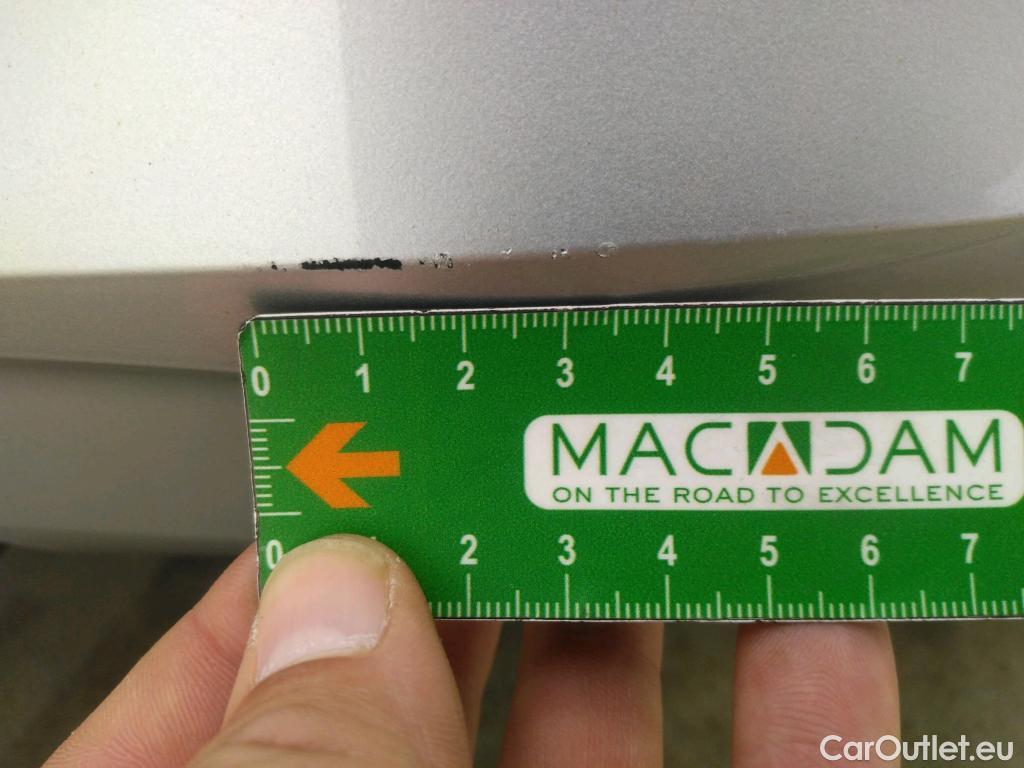 0 1 2 3 4 5 6 7
MACADAM
ON THE ROAD TO EXCELLENCE
0 2 3 4 5 6 7
CarOutlet.eu